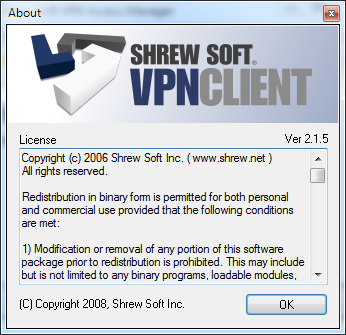 About
SHREW SOFT
VPNCLIENT
License
Ver 2.1.5
Copyright (c) 2006 Shrew Soft Inc. ( www.shrew.net )
All rights reserved.
Redistribution in binary form is permitted for both personal
and commercial use provided that the following conditions
are met:
1) Modification or removal of any portion of this software
package prior to redistribution is prohibited. This may include
but is not limited to any binary programs, loadable modules,
(C) Copyright 2008, Shrew Soft Inc.
OK